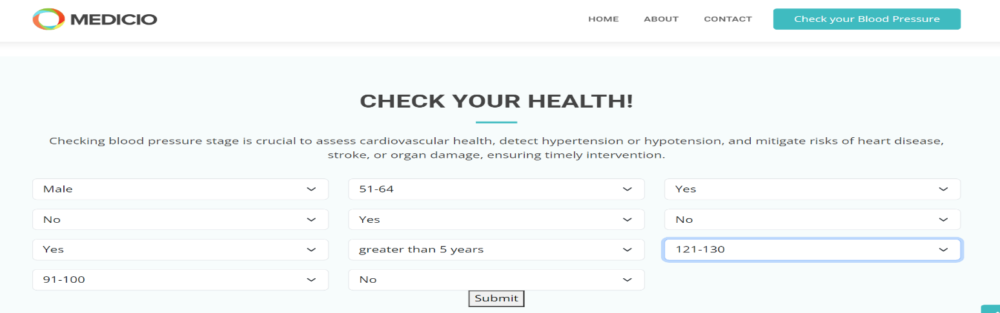 MEDICIO
HOME ABOUT CONTACT Check your Blood Pressure
CHECK YOUR HEALTH!
Checking blood pressure stage is crucial to assess cardiovascular health, detect hypertension or hypotension, and mitigate risks of heart disease,
stroke, or organ damage, ensuring timely intervention.
Male 51-64 Yes
No Yes No
Yes greater than 5 years 121-130
91-100 No
Submit